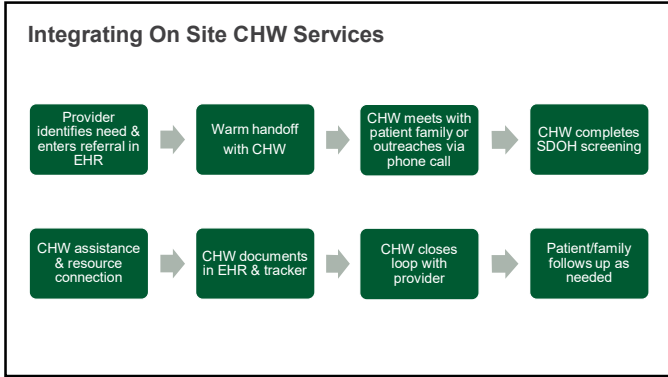 Integrating On Site CHW Services
Provider
identifies need &
enters referral in
EHR
Warm handoff
with CHW
CHW meets with
patient family or
outreaches via
phone call
CHW completes
SDOH screening
CHW assistance
& resource
connection
CHW documents
in EHR & tracker
CHW closes
loop with
provider
Patient/family
follows up as
needed